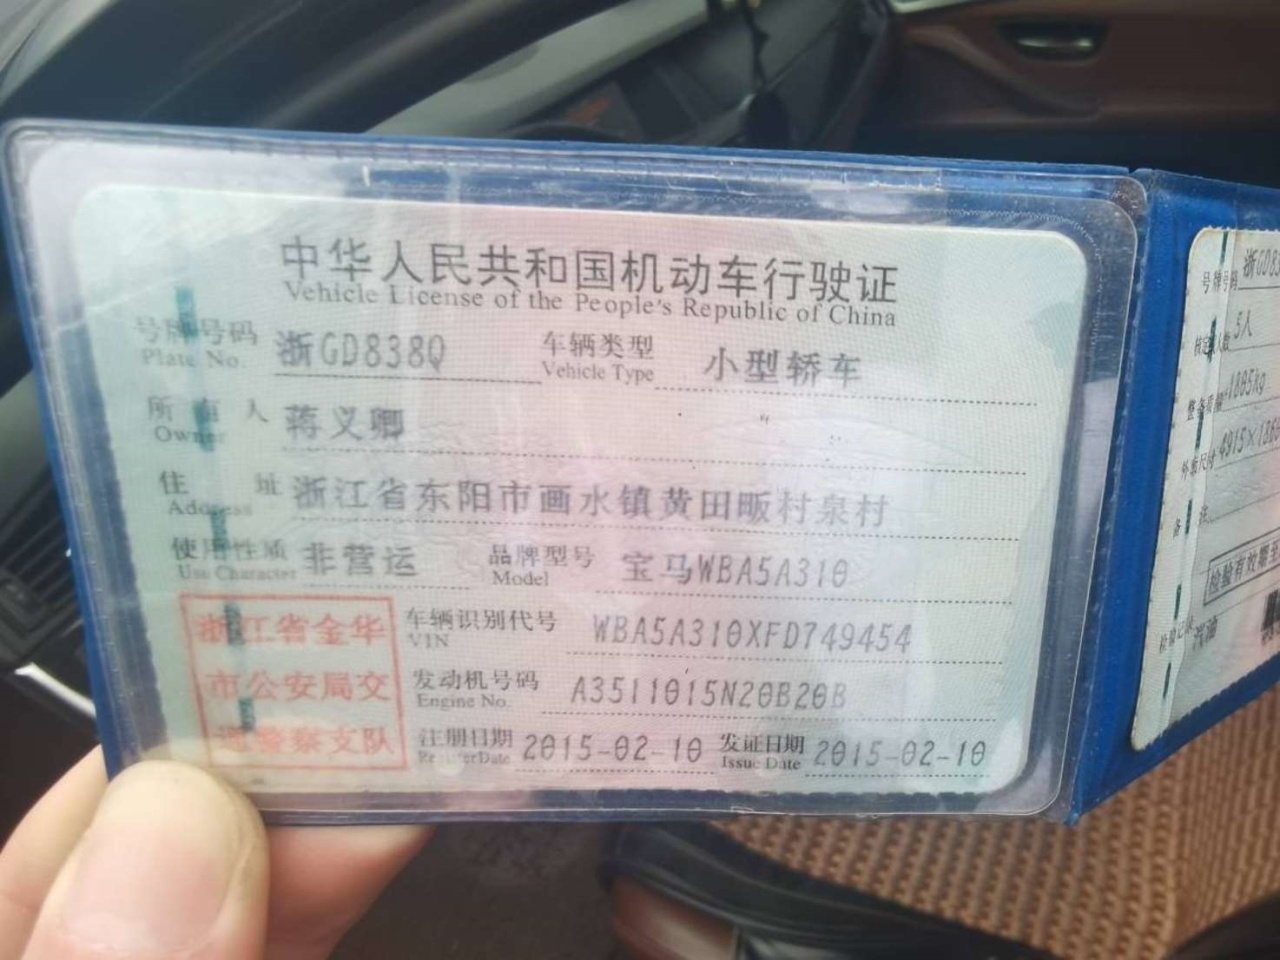 中华人民共和国机动车行驶证
Vehicle License of the People's Republic of China
号牌号码 浙GD838Q 车辆类型 小型轿车
Plate No. Vehicle Type
所有人 蒋义卿
Owner
住址 浙江省东阳市画水镇黄田畈村泉村
Address
使用性质 非营运 品牌型号 宝马WBA5A310
Use Character Model
浙江省金华
市公安局交
通警察支队
车辆识别代号 WBA5A310XFD749454
VIN
发动机号码 A3511015N20B20B
Engine No.
注册日期 2015-02-10 发证日期 2015-02-10
Register Date Issue Date
号牌号码 浙GD83
核定载人数 5人
整备质量 1805kg
外廓尺寸 4915×186
备注
检验有效期至
检验记录 汽油